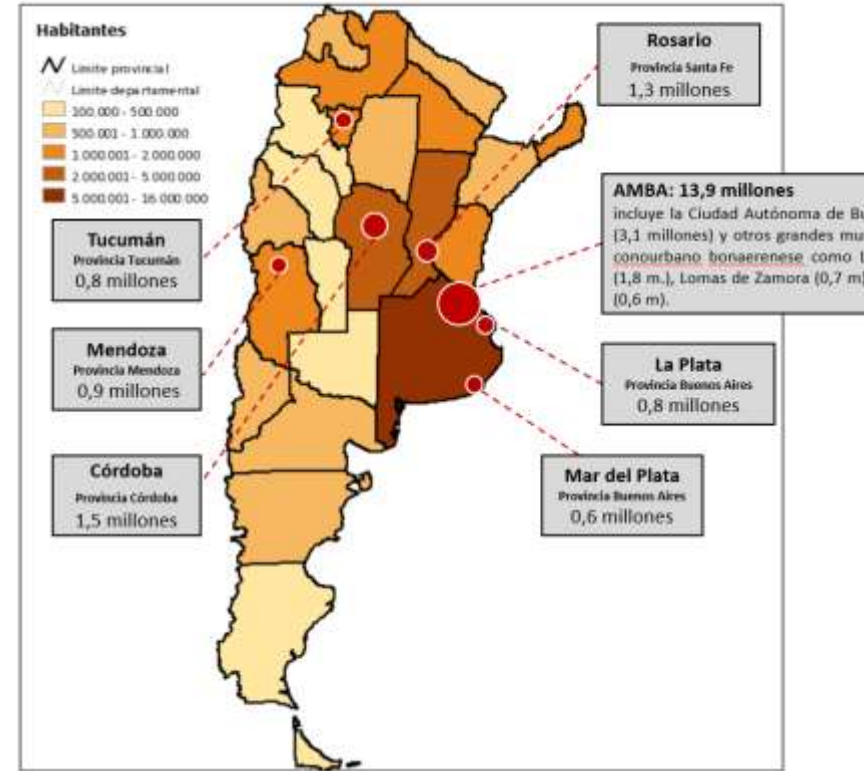 Habitantes
Límite provincial
Límite departamental
100.000 - 500.000
500.001 - 1.000.000
1.000.001 - 2.000.000
2.000.001 - 5.000.000
5.000.001 - 16.000.000
Rosario
Provincia Santa Fe
1,3 millones
AMBA: 13,9 millones
incluye la Ciudad Autónoma de
(3,1 millones) y otros grandes
conourbano bonaerenese como
(1,8 m.), Lomas de Zamora (0,7 m)
(0,6 m).
Tucumán
Provincia Tucumán
0,8 millones
Mendoza
Provincia Mendoza
0,9 millones
La Plata
Provincia Buenos Aires
0,8 millones
Córdoba
Provincia Córdoba
1,5 millones
Mar del Plata
Provincia Buenos Aires
0,6 millones